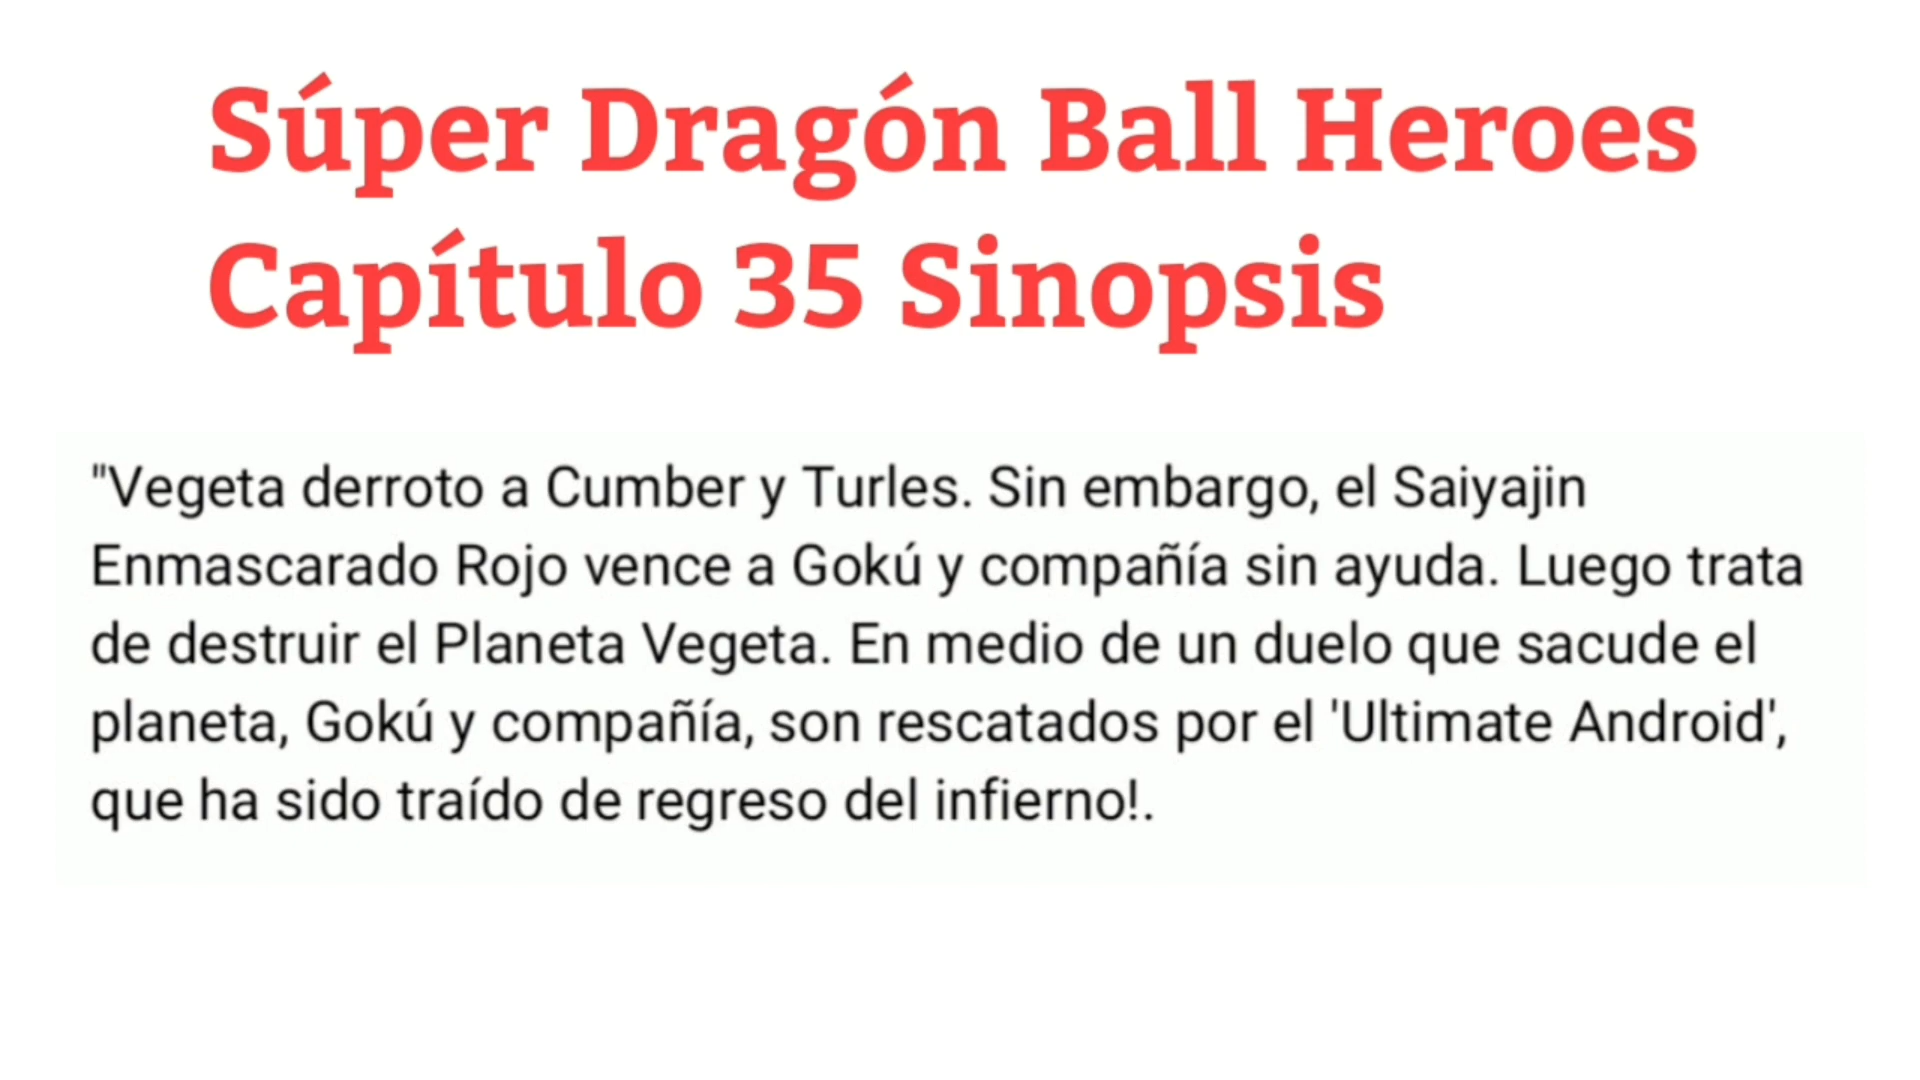 Súper Dragón Ball Heroes
Capítulo 35 Sinopsis
"Vegeta derroto a Cumber y Turles. Sin embargo, el Saiyajin
Enmascarado Rojo vence a Gokú y compañía sin ayuda. Luego trata
de destruir el Planeta Vegeta. En medio de un duelo que sacude el
planeta, Gokú y compañía, son rescatados por el 'Ultimate Android',
que ha sido traído de regreso del infierno!.